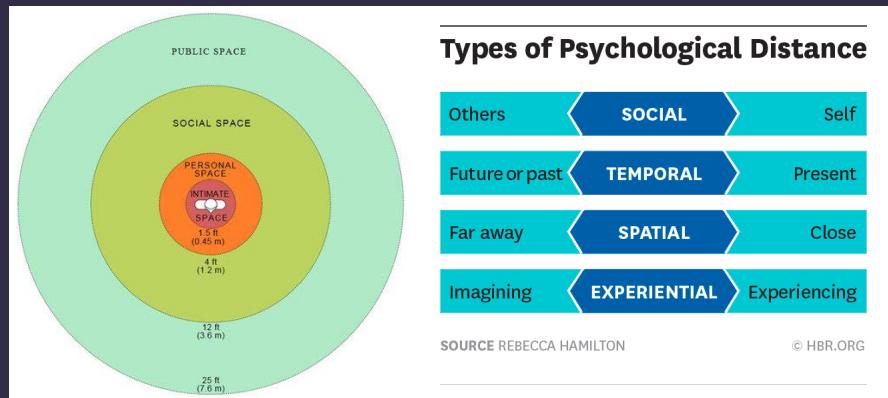 PUBLIC SPACE
SOCIAL SPACE
PERSONAL
SPACE
INTIMATE
SPACE
1.5 ft
(0.45 m)
4 ft
(1.2 m)
12 ft
(3.6 m)
25 ft
(7.6 m)
Types of Psychological Distance
Others SOCIAL Self
Future or past TEMPORAL Present
Far away SPATIAL Close
Imagining EXPERIENTIAL Experiencing
SOURCE REBECCA HAMILTON © HBR.ORG